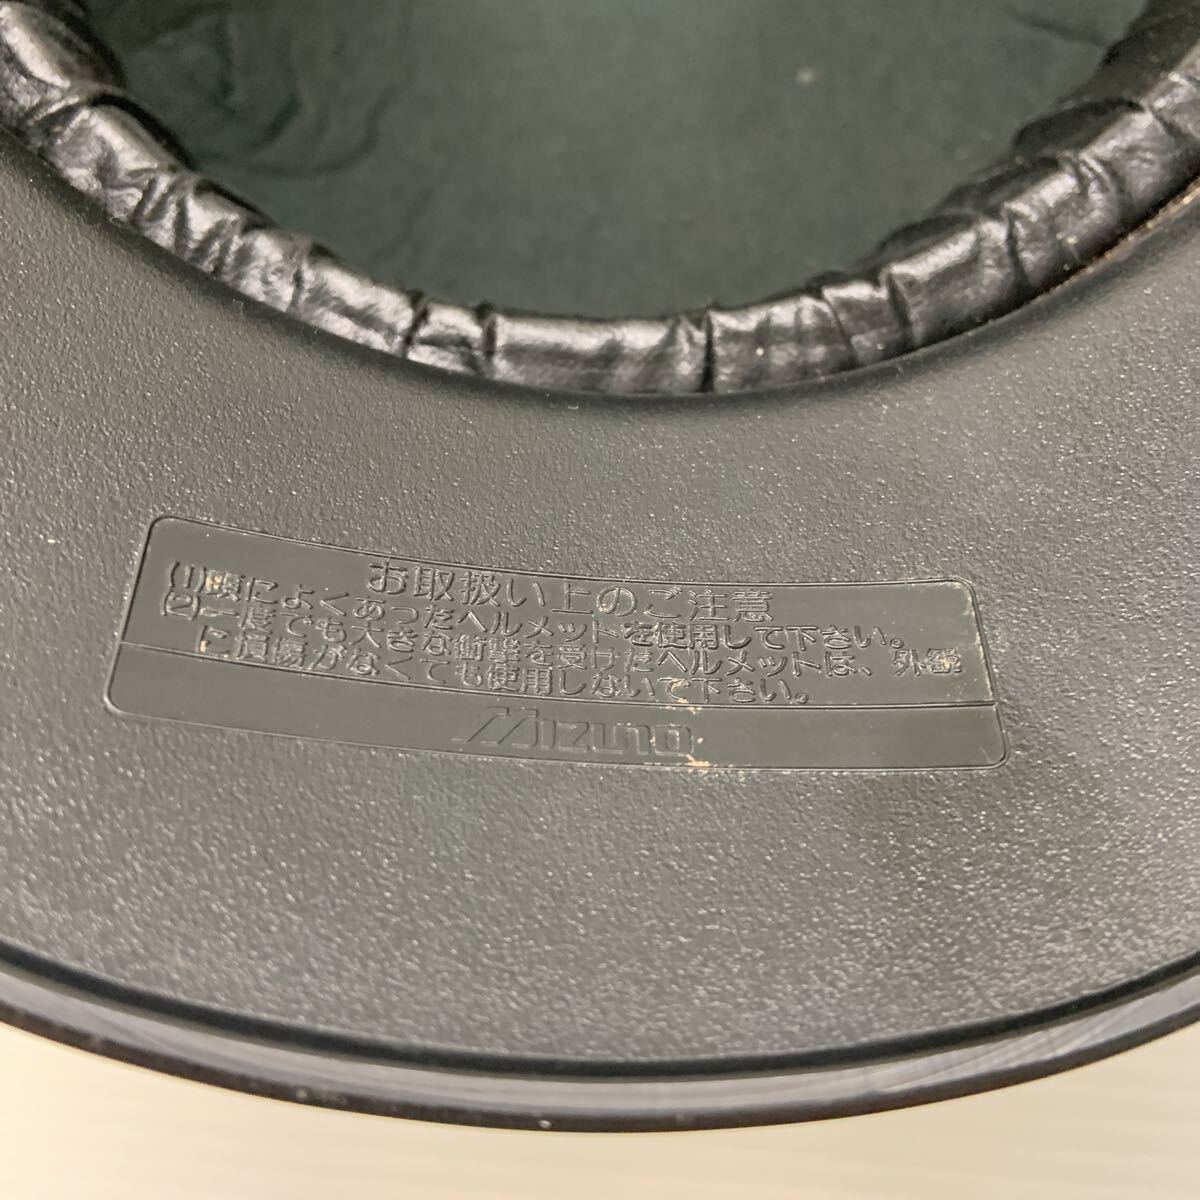 お取扱い上のご注意
(1)頭によくあったヘルメットを使用して下さい。
(2)一度でも大きな衝撃を受けたヘルメットは、外観
に損傷がなくても使用しないで下さい。
Mizuno